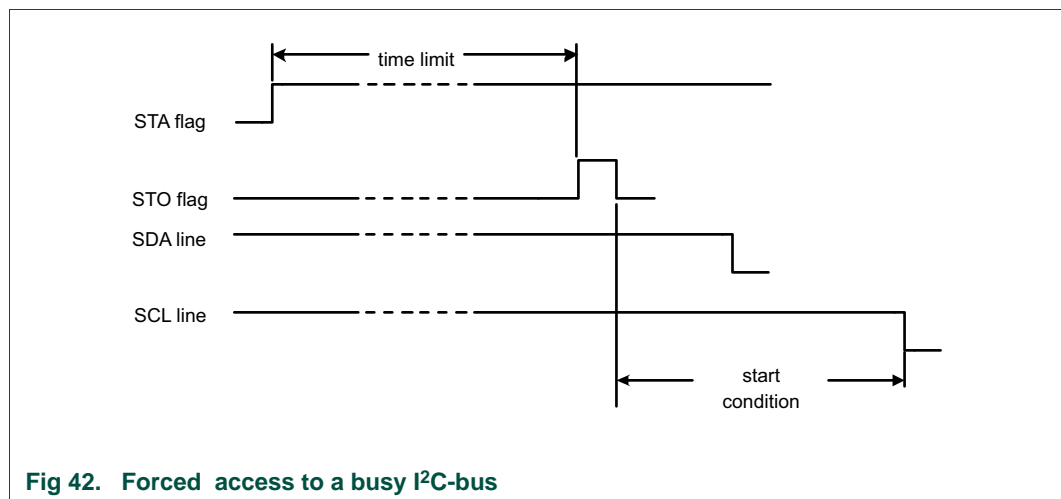 time limit
STA flag
STO flag
SDA line
SCL line
start
condition
Fig 42. Forced access to a busy I²C-bus